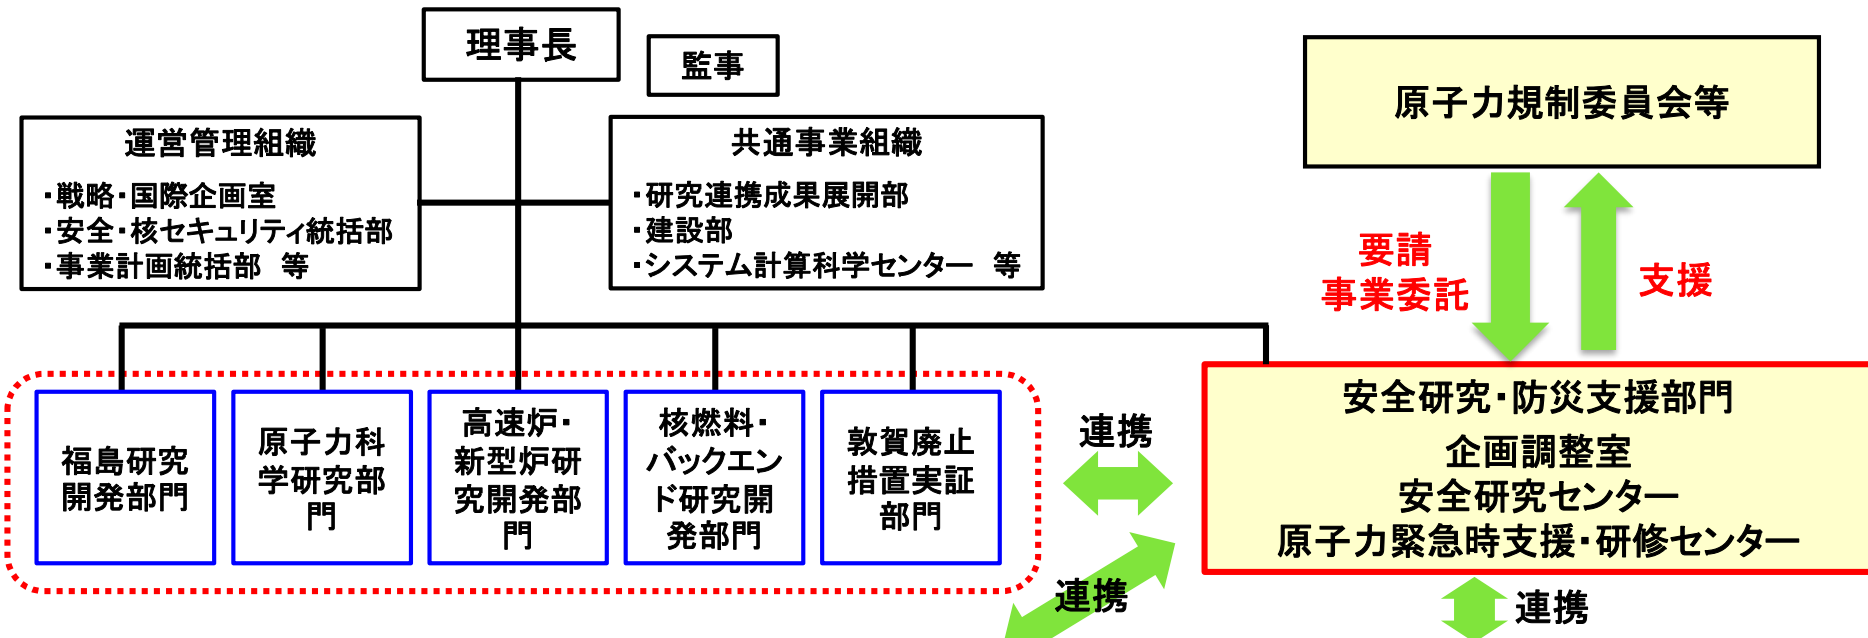 理事長
監事
運営管理組織
・戦略・国際企画室
・安全・核セキュリティ統括部
・事業計画統括部　等
共通事業組織
・研究連携成果展開部
・建設部
・システム計算科学センター　等
原子力規制委員会等
要請
事業委託
支援
福島研究
開発部門
原子力科
学研究部
門
高速炉・
新型炉研
究開発部
門
核燃料・
バックエン
ド研究開
発部門
敦賀廃止
措置実証
部門
連携
安全研究・防災支援部門
企画調整室
安全研究センター
原子力緊急時支援・研修センター
連携
連携